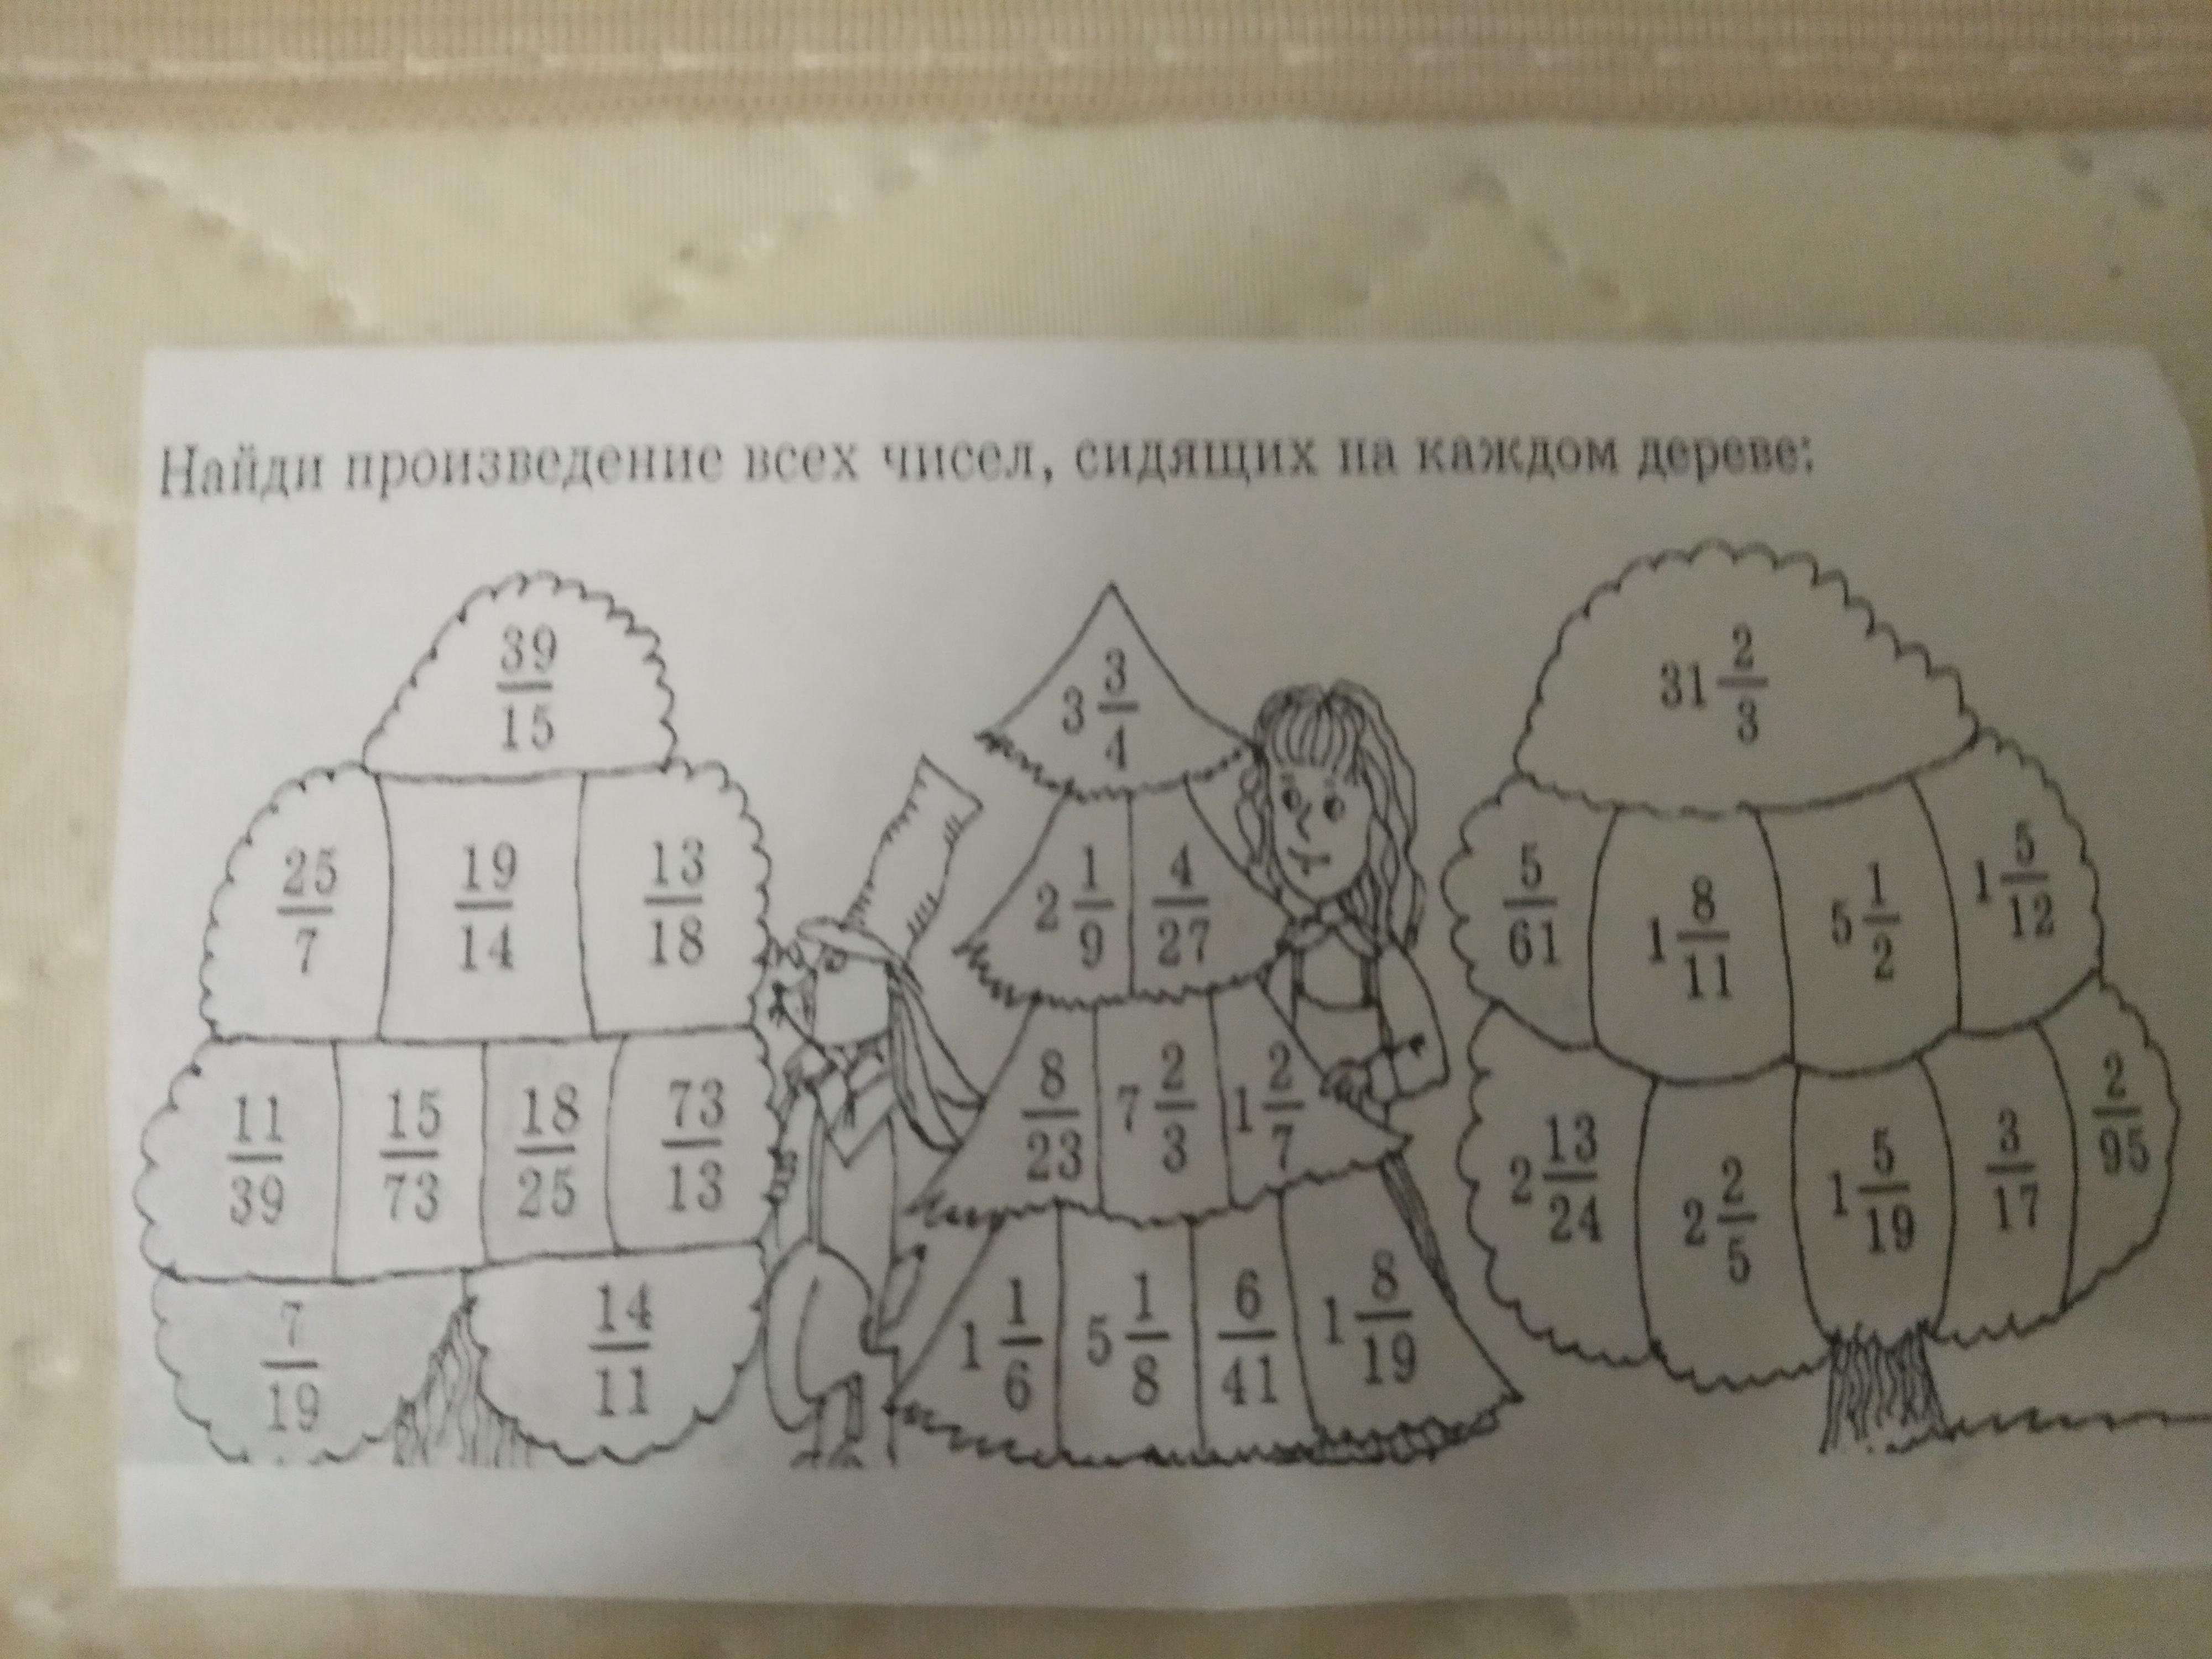 Найди произведение всех чисел, сидящих на каждом дереве:
39/15
25/7 19/14 13/18
11/39 15/73 18/25 73/13
7/19 14/11
3 3/4
2 1/9 4/27
8/23 7 2/3 1 2/7
1 1/6 5 1/8 6/41 1 8/19
31 2/3
5/61 1 8/11 5 1/2 1 5/12
2 13/24 2 2/5 1 5/19 3/17 2/95